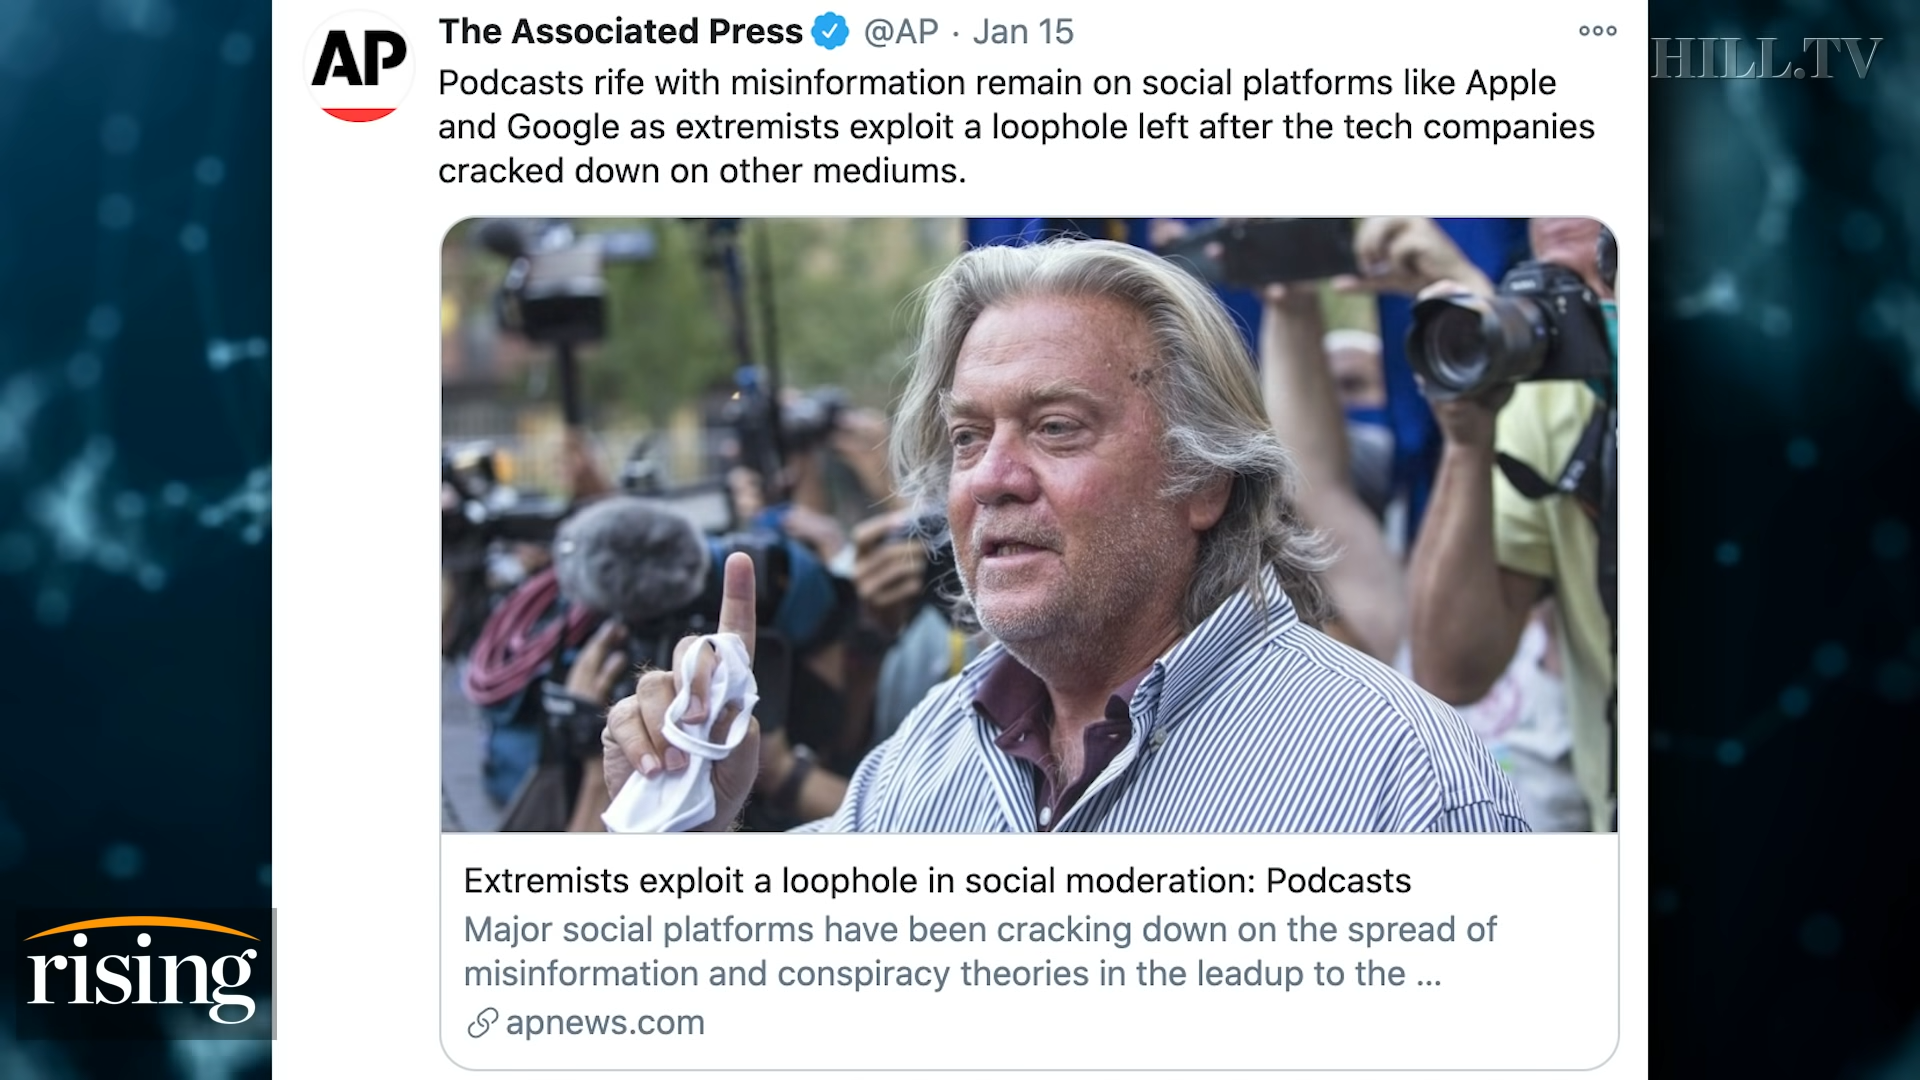 AP
The Associated Press @AP · Jan 15
HILL.TV
Podcasts rife with misinformation remain on social platforms like Apple
and Google as extremists exploit a loophole left after the tech companies
cracked down on other mediums.
Extremists exploit a loophole in social moderation: Podcasts
Major social platforms have been cracking down on the spread of
misinformation and conspiracy theories in the leadup to the ...
apnews.com
rising